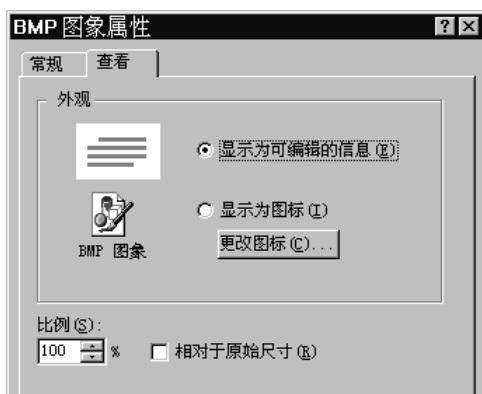 BMP 图象属性
常规 查看
外观
显示为可编辑的信息(E)
显示为图标(I)
更改图标(C)...
BMP 图象
比例(S):
100 % 相对于原始尺寸(R)